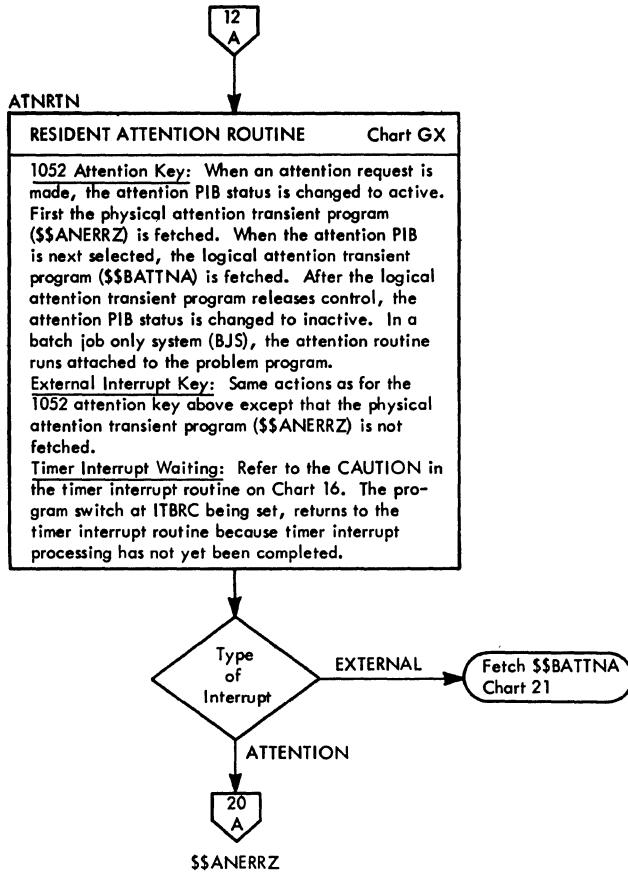 12
A
ATNRTN
RESIDENT ATTENTION ROUTINE Chart GX
1052 Attention Key: When an attention request is
made, the attention PIB status is changed to active.
First the physical attention transient program
($$ANERRZ) is fetched. When the attention PIB
is next selected, the logical attention transient
program ($$BATTNA) is fetched. After the logical
attention transient program releases control, the
attention PIB status is changed to inactive. In a
batch job only system (BJS), the attention routine
runs attached to the problem program.
External Interrupt Key: Same actions as for the
1052 attention key above except that the physical
attention transient program ($$ANERRZ) is not
fetched.
Timer Interrupt Waiting: Refer to the CAUTION in
the timer interrupt routine on Chart 16. The pro-
gram switch at ITBRC being set, returns to the
timer interrupt routine because timer interrupt
processing has not yet been completed.
Type
of
Interrupt
EXTERNAL
Fetch $$BATTNA
Chart 21
ATTENTION
20
A
$$ANERRZ